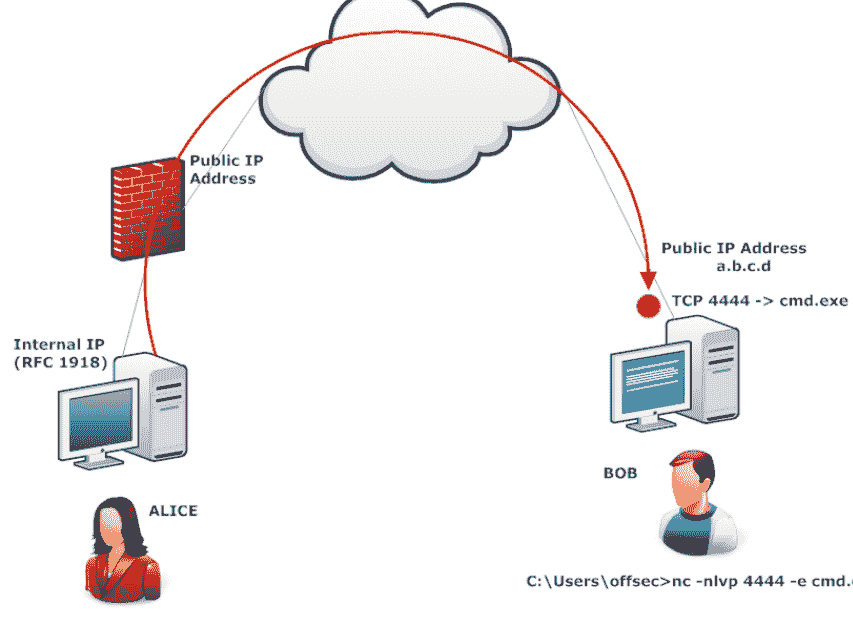 Public IP
Address
Public IP Address
a.b.c.d
TCP 4444 -> cmd.exe
Internal IP
(RFC 1918)
BOB
ALICE
C:\Users\offsec>nc -nlvp 4444 -e cmd.